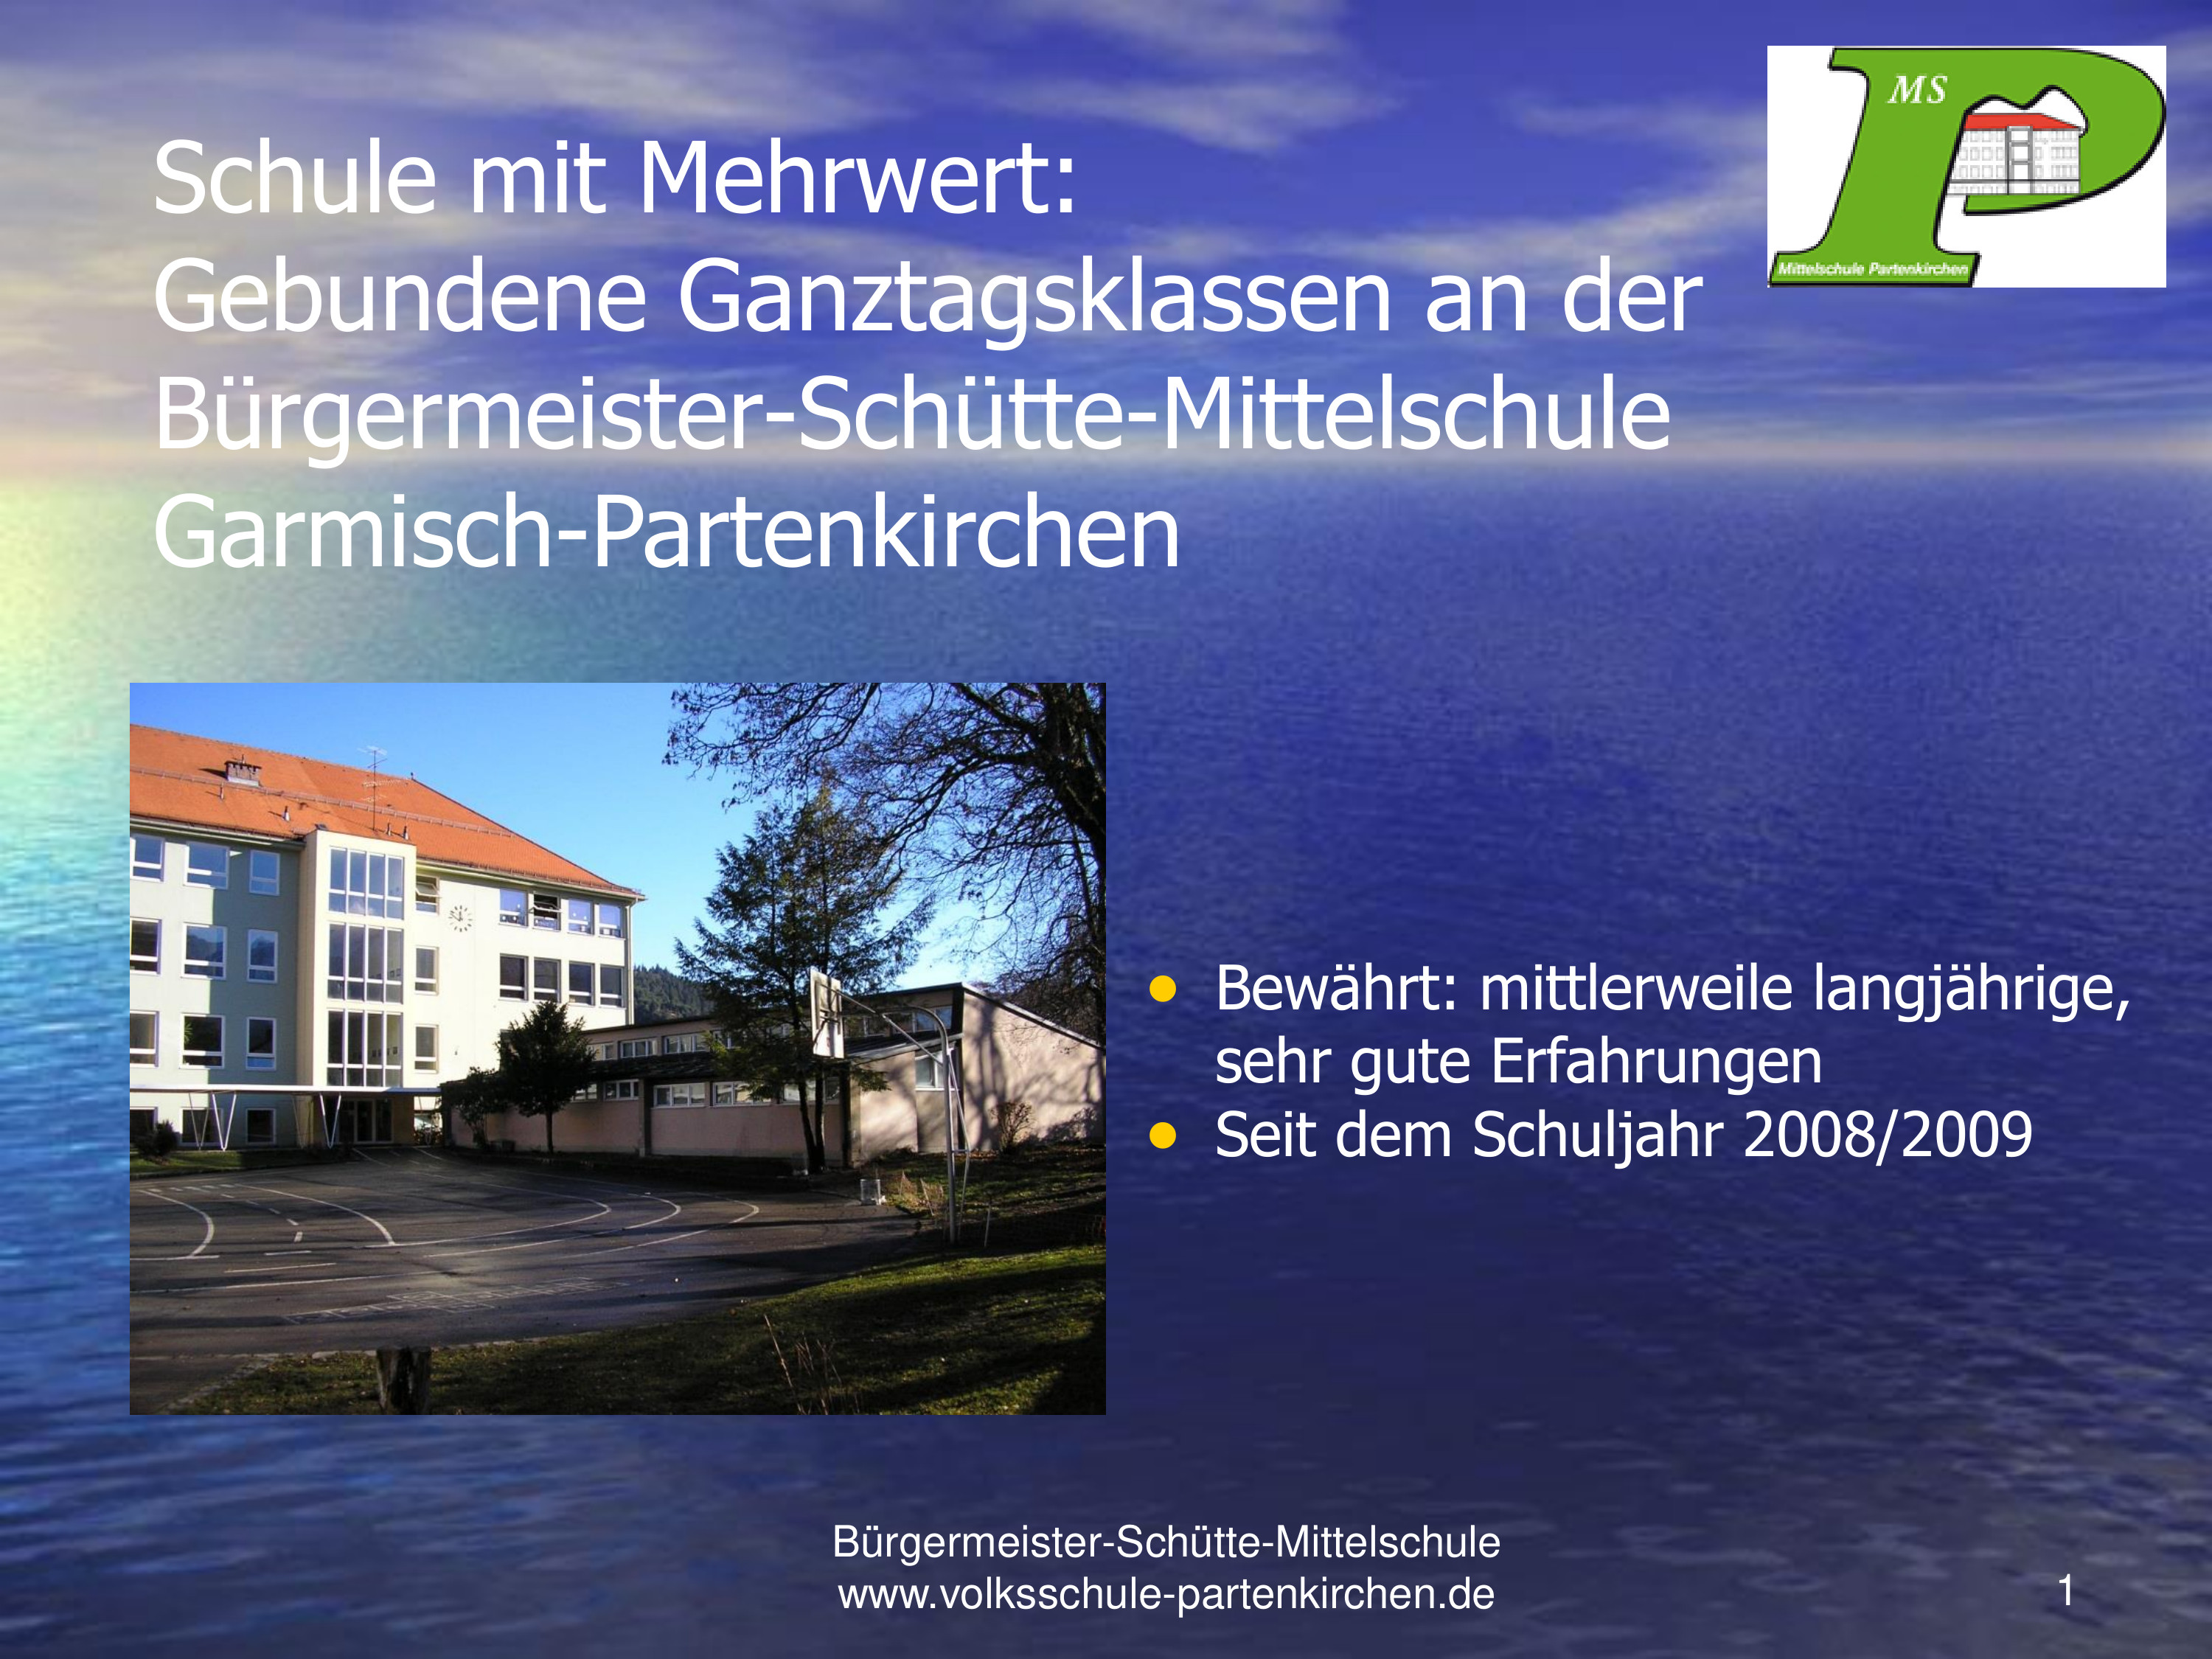 Schule mit Mehrwert:
Gebundene Ganztagsklassen an der
Bürgermeister-Schütte-Mittelschule
Garmisch-Partenkirchen
MS
Mittelschule Partenkirchen
Bewährt: mittlerweile langjährige,
sehr gute Erfahrungen
Seit dem Schuljahr 2008/2009
Bürgermeister-Schütte-Mittelschule
www.volksschule-partenkirchen.de
1